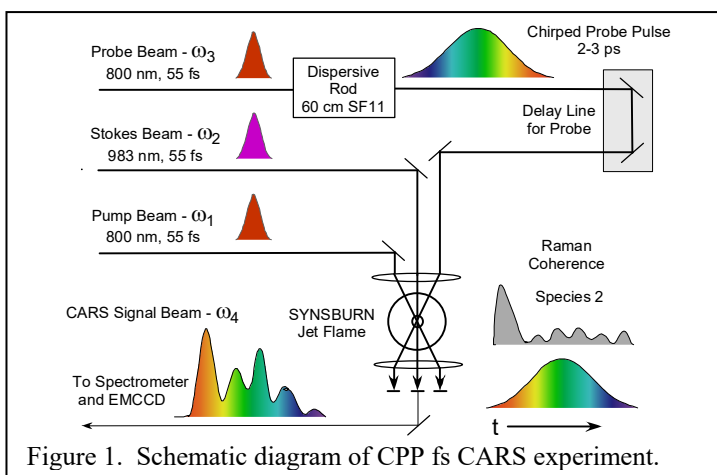 Probe Beam - ω3
800 nm, 55 fs
Dispersive
Rod
60 cm SF11
Chirped Probe Pulse
2-3 ps
Delay Line
for Probe
Stokes Beam - ω2
983 nm, 55 fs
Pump Beam - ω1
800 nm, 55 fs
Raman
Coherence
Species 2
SYNSBURN
Jet Flame
CARS Signal Beam - ω4
To Spectrometer
and EMCCD
t
Figure 1. Schematic diagram of CPP fs CARS experiment.